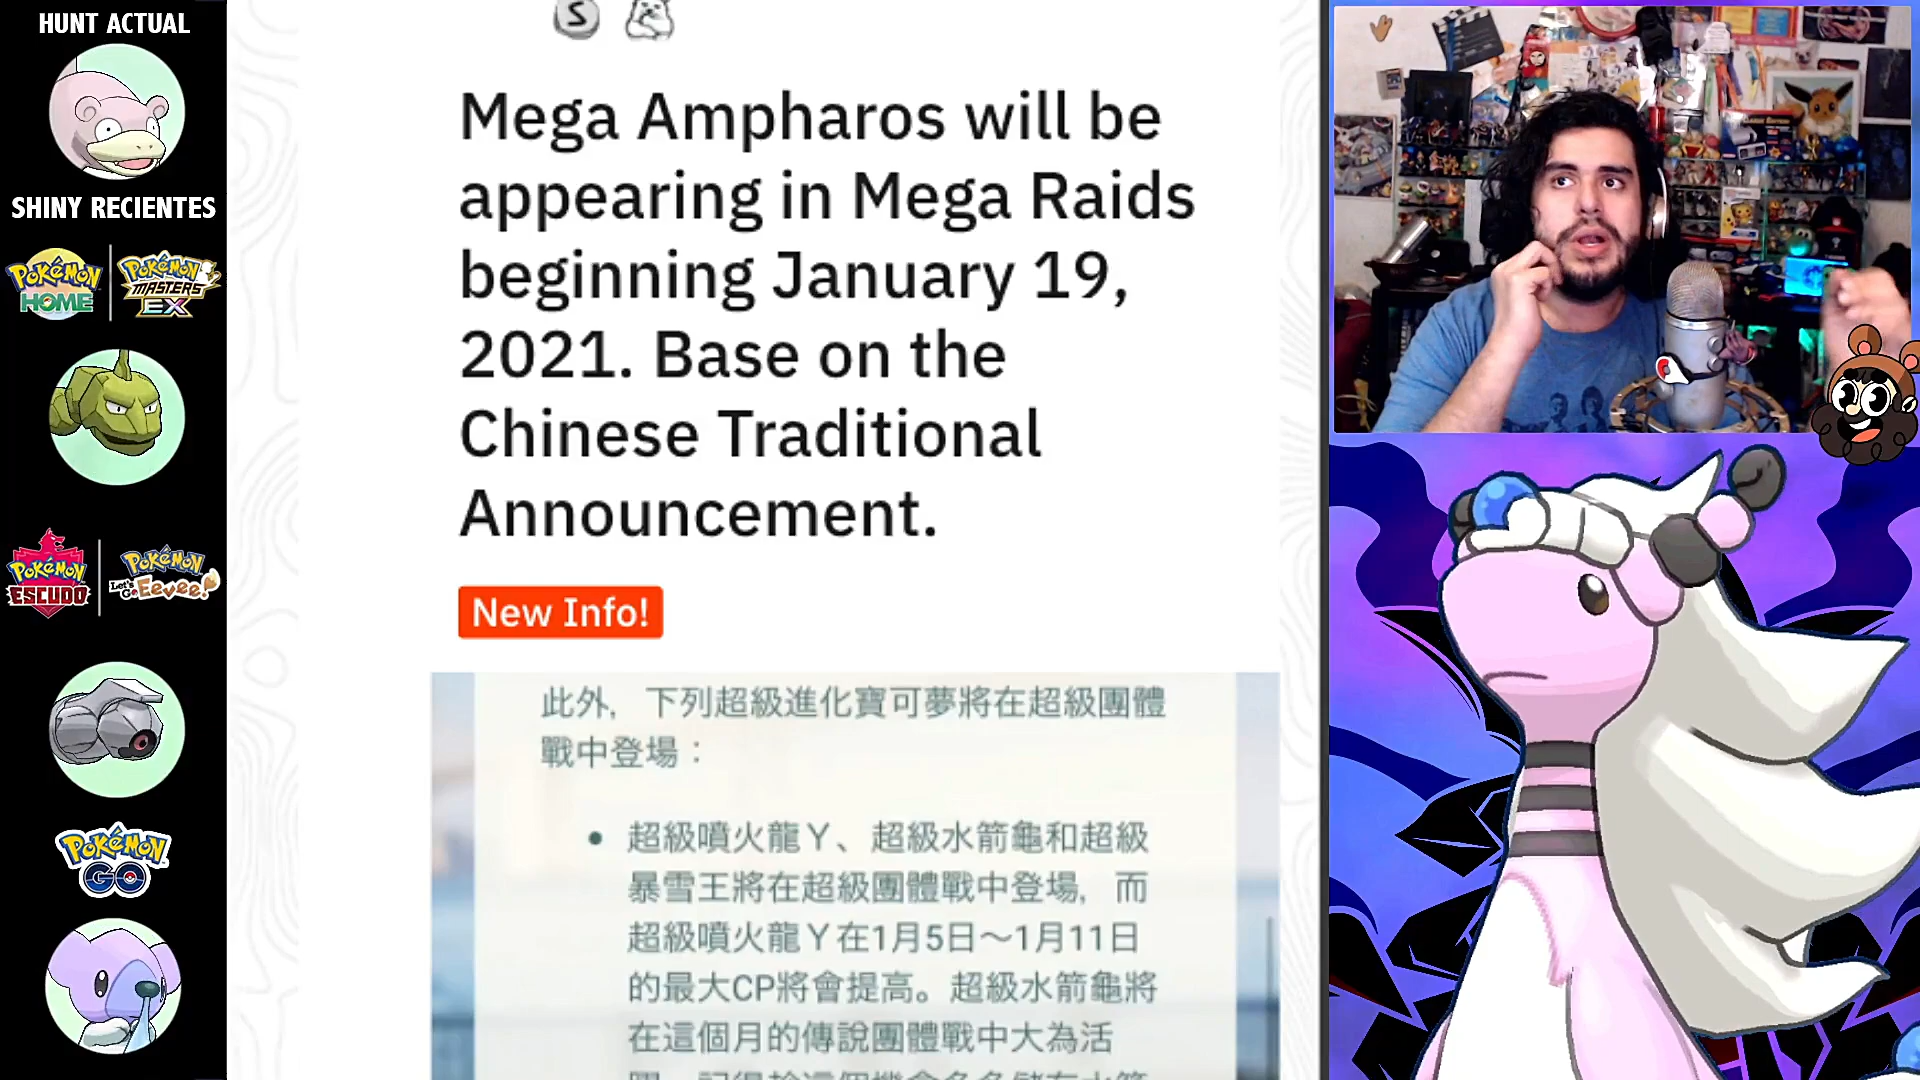 HUNT ACTUAL
SHINY RECIENTES
POKéMON
HOME
POKéMON
MASTERS
EX
POKéMON
ESCUDO
POKéMON
Let's Go Eevee!
POKéMON
GO
S
Mega Ampharos will be
appearing in Mega Raids
beginning January 19,
2021. Base on the
Chinese Traditional
Announcement.
New Info!
此外，下列超級進化寶可夢將在超級團體
戰中登場：
• 超級噴火龍Ｙ、超級水箭龜和超級
暴雪王將在超級團體戰中登場，而
超級噴火龍Ｙ在1月5日～1月11日
的最大CP將會提高。超級水箭龜將
在這個月的傳說團體戰中大為活